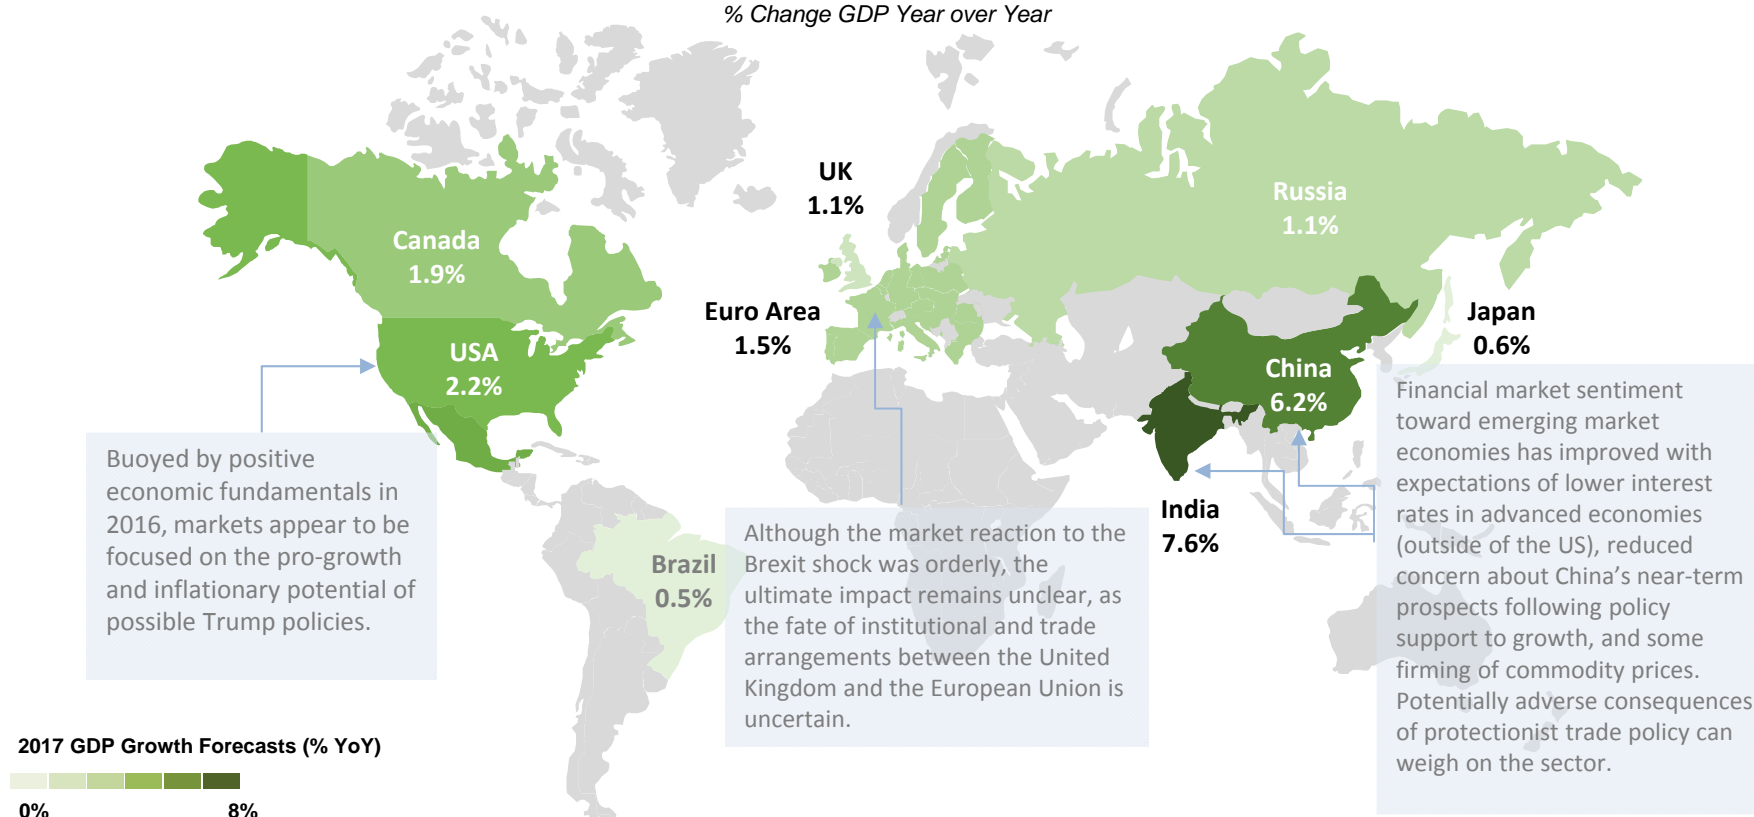 % Change GDP Year over Year
UK
1.1%
Russia
1.1%
Canada
1.9%
Euro Area
1.5%
Japan
0.6%
USA
2.2%
China
6.2%
India
7.6%
Brazil
0.5%
Buoyed by positive
economic fundamentals in
2016, markets appear to be
focused on the pro-growth
and inflationary potential of
possible Trump policies.
Although the market reaction to the
Brexit shock was orderly, the
ultimate impact remains unclear, as
the fate of institutional and trade
arrangements between the United
Kingdom and the European Union is
uncertain.
Financial market sentiment
toward emerging market
economies has improved with
expectations of lower interest
rates in advanced economies
(outside of the US), reduced
concern about China’s near-term
prospects following policy
support to growth, and some
firming of commodity prices.
Potentially adverse consequences
of protectionist trade policy can
weigh on the sector.
2017 GDP Growth Forecasts (% YoY)
0% 8%